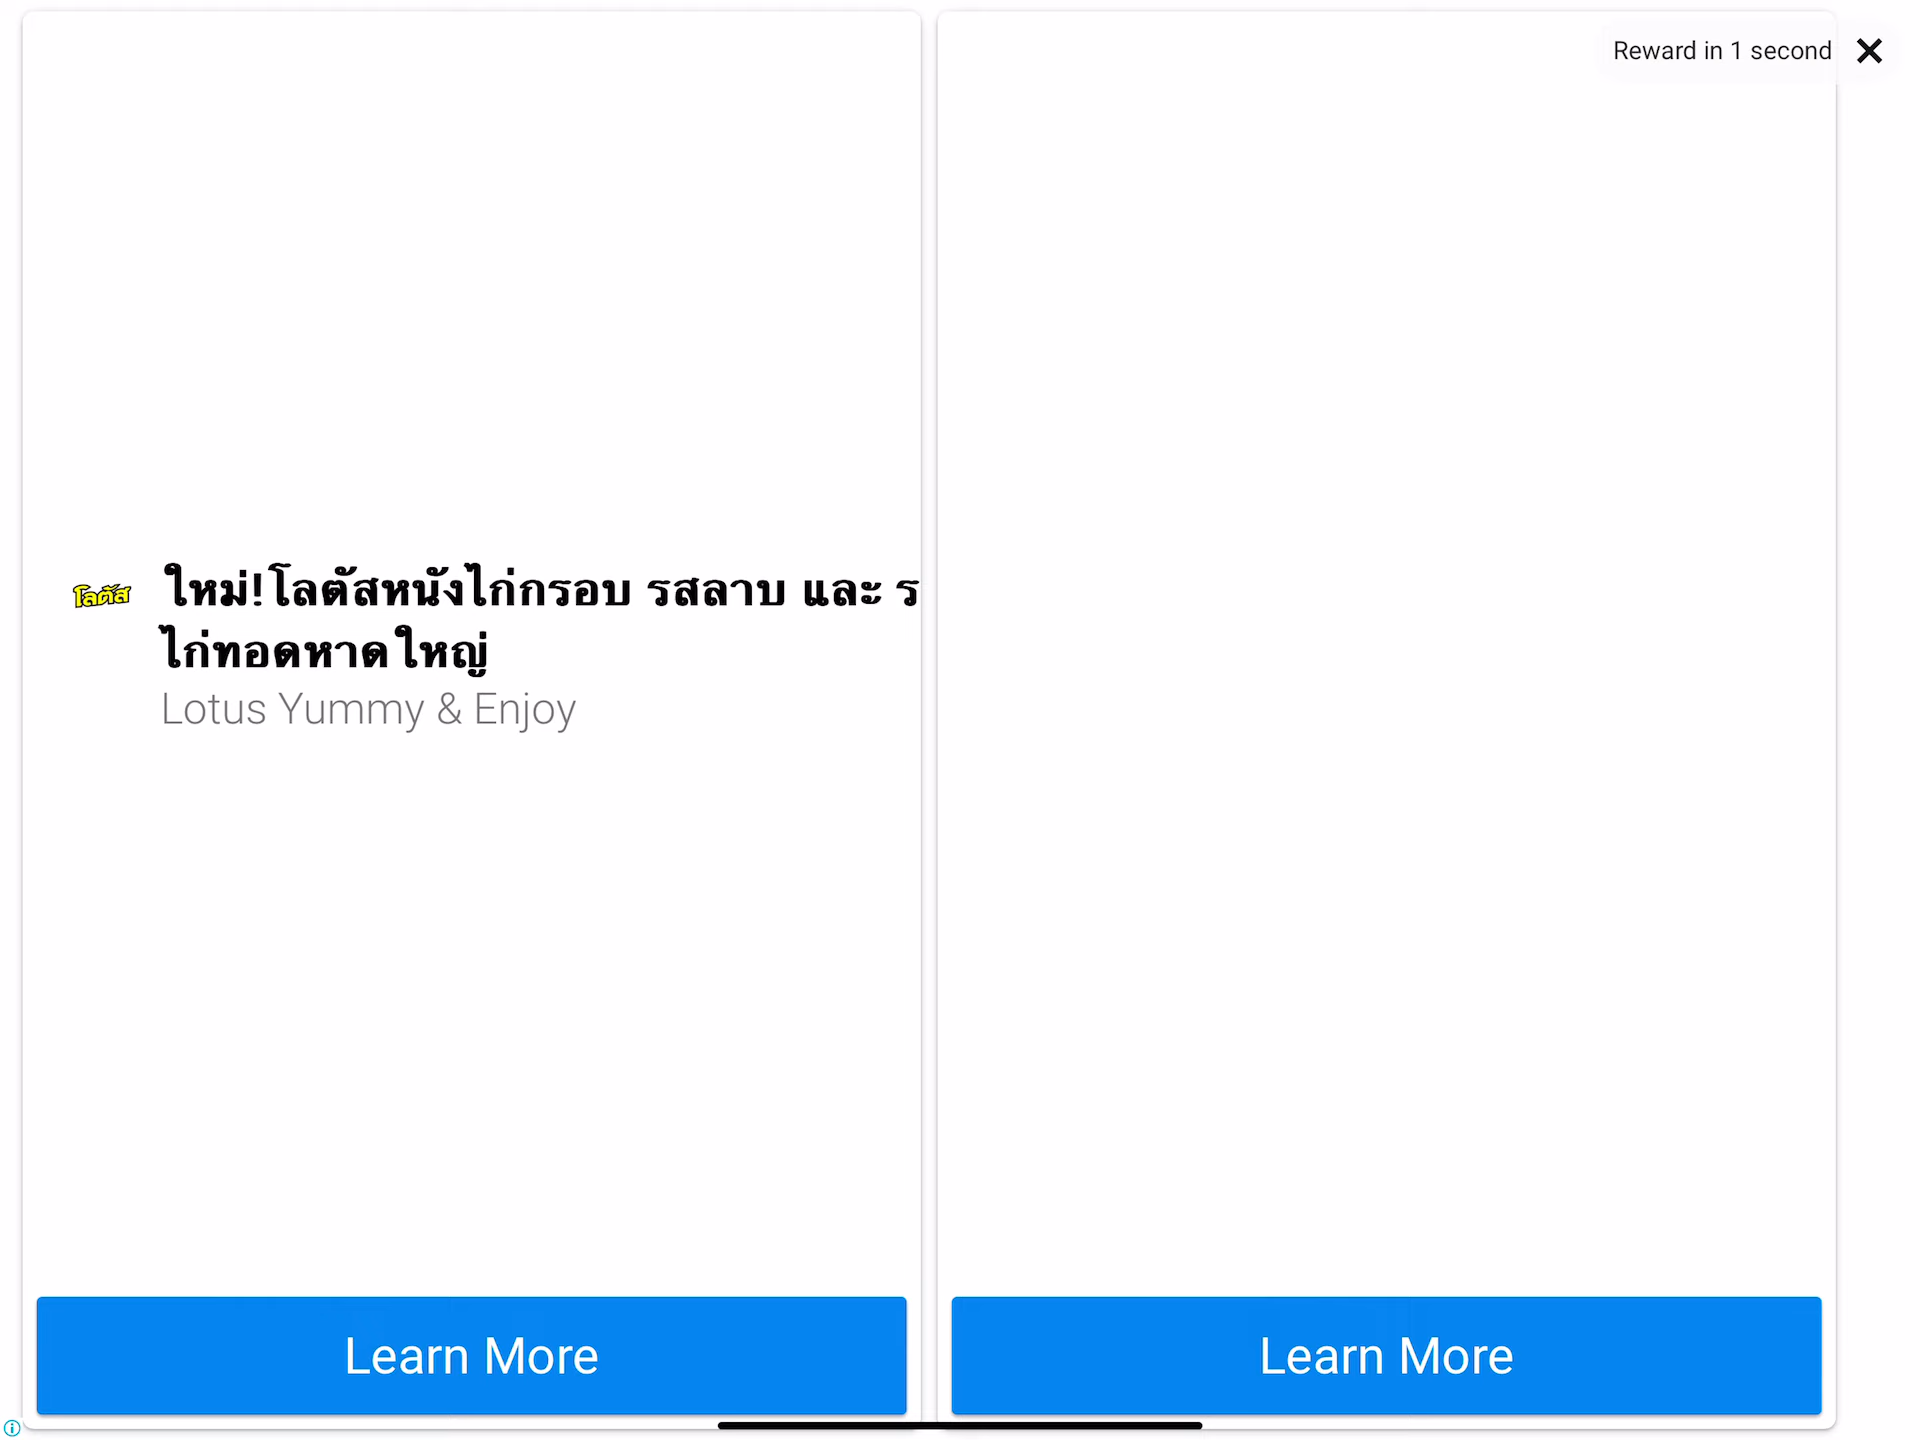 Reward in 1 second
โลตัส
ใหม่!โลตัสหนังไก่กรอบ รสลาบ และ ร
ไก่ทอดหาดใหญ่
Lotus Yummy & Enjoy
Learn More
Learn More